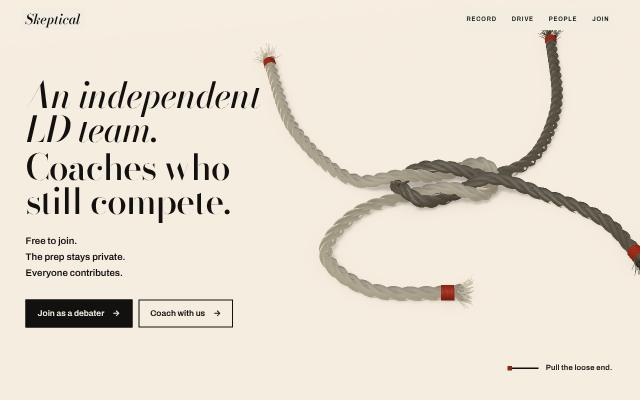 Skeptical
RECORD DRIVE PEOPLE JOIN
An independent
LD team.
Coaches who
still compete.
Free to join.
The prep stays private.
Everyone contributes.
Join as a debater →
Coach with us →
Pull the loose end.